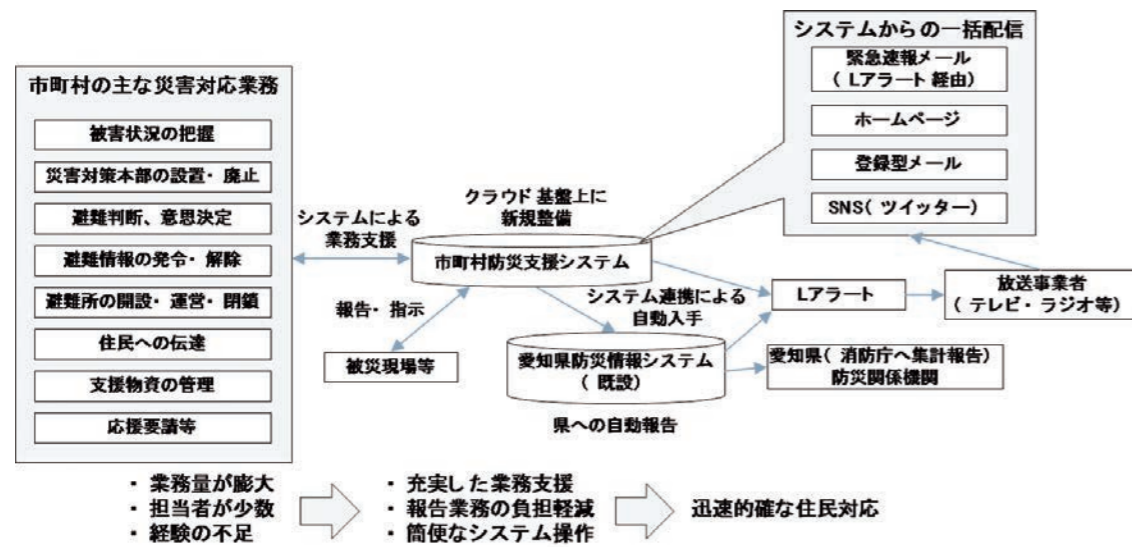 システムからの一括配信
緊急速報メール
( Lアラート 経由)
ホームページ
登録型メール
SNS( ツイッター)
市町村の主な災害対応業務
被害状況の把握
災害対策本部の設置・ 廃止
避難判断、意思決定
避難情報の発令・ 解除
避難所の開設・ 運営・ 閉鎖
住民への伝達
支援物資の管理
応援要請等
システムによる
業務支援
クラウド 基盤上に
新規整備
市町村防災支援システム
報告・ 指示
被災現場等
システム連携による
自動入手
愛知県防災情報システム
( 既設)
県への自動報告
Lアラート
放送事業者
( テレビ・ ラジオ等)
愛知県( 消防庁へ集計報告)
防災関係機関
・ 業務量が膨大
・ 担当者が少数
・ 経験の不足
・ 充実した業務支援
・ 報告業務の負担軽減
・ 簡便なシステム操作
迅速的確な住民対応